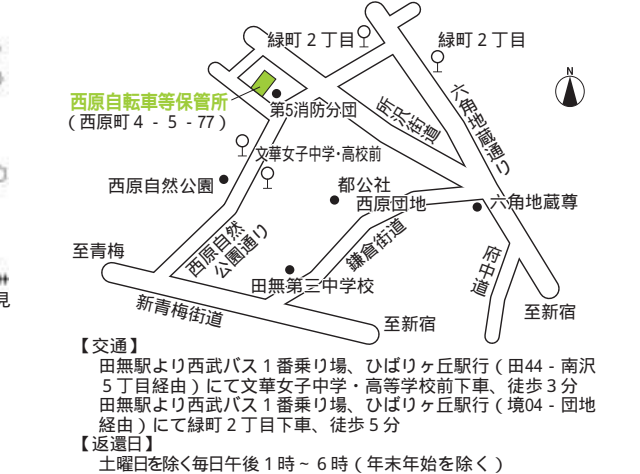 緑町２丁目
緑町２丁目
N
西原自転車等保管所
（西原町４‐５‐77）
第5消防分団
所沢街道
六角地蔵通り
文華女子中学・高校前
西原自然公園
都公社
西原団地
六角地蔵尊
西原自然
公園通り
鎌倉街道
府中道
至青梅
田無第三中学校
新青梅街道
至新宿
至新宿
見
【交通】
田無駅より西武バス１番乗り場、ひばりヶ丘駅行（田44‐南沢
５丁目経由）にて文華女子中学・高等学校前下車、徒歩３分
田無駅より西武バス１番乗り場、ひばりヶ丘駅行（境04‐団地
経由）にて緑町２丁目下車、徒歩５分
【返還日】
土曜日を除く毎日午後１時～６時（年末年始を除く）